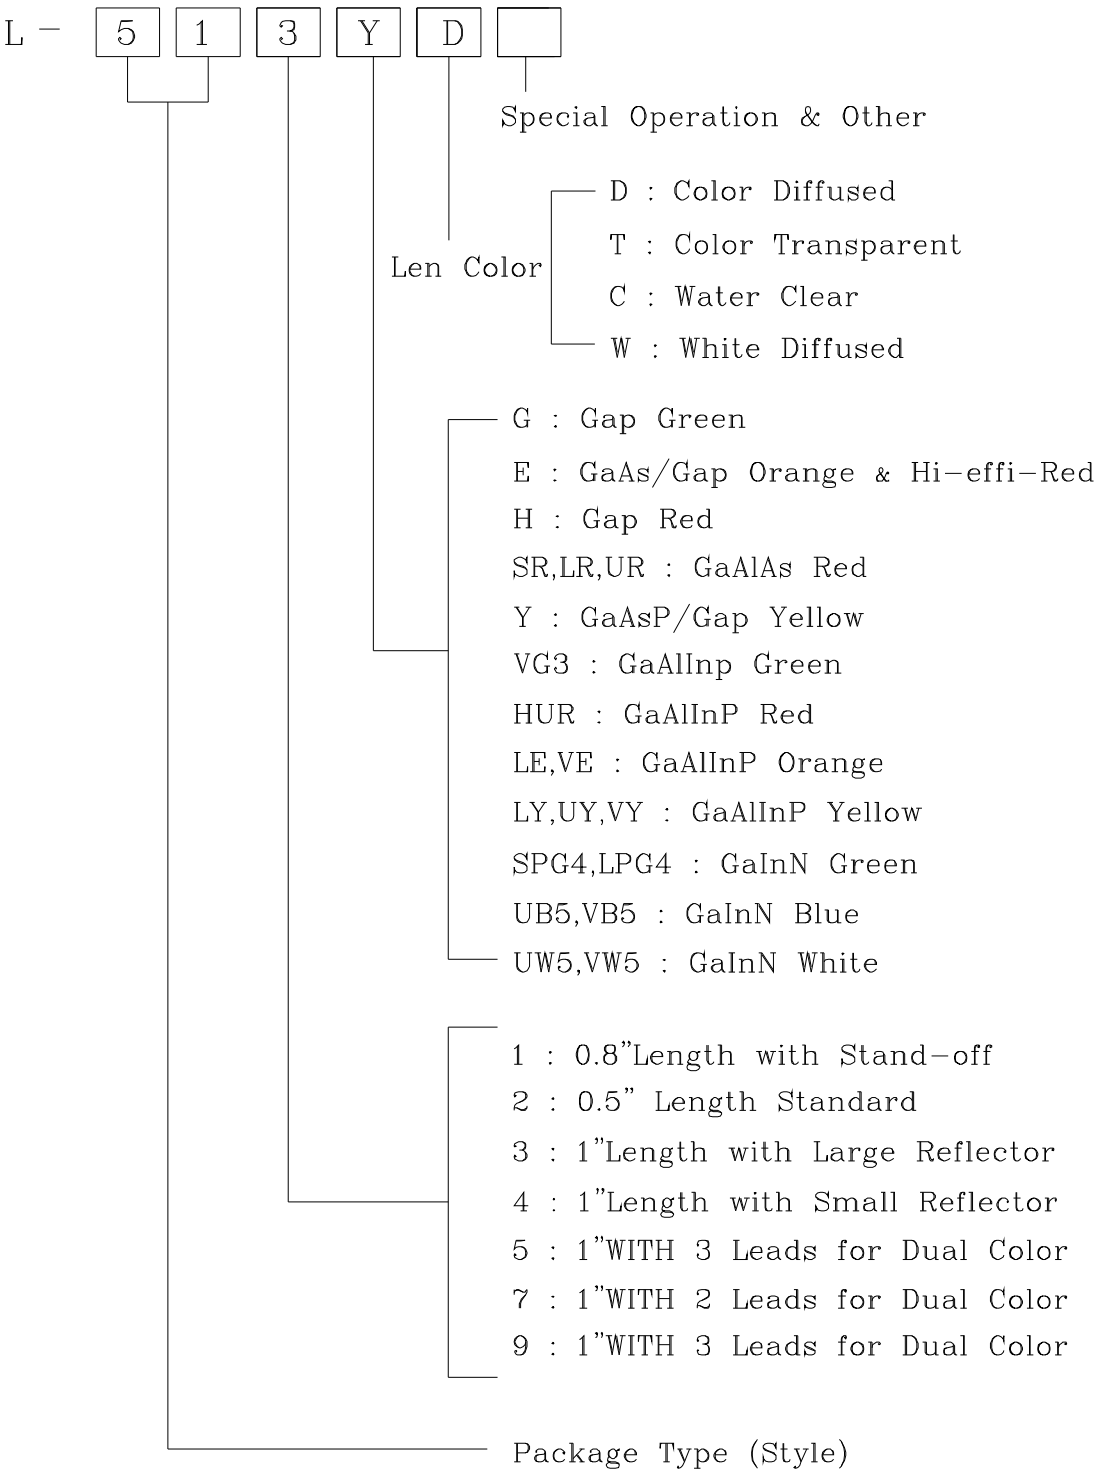 L - 5 1 3 Y D
Special Operation & Other
D : Color Diffused
T : Color Transparent
Len Color
C : Water Clear
W : White Diffused
G : Gap Green
E : GaAs/Gap Orange & Hi-effi-Red
H : Gap Red
SR,LR,UR : GaAlAs Red
Y : GaAsP/Gap Yellow
VG3 : GaAlInp Green
HUR : GaAlInP Red
LE,VE : GaAlInP Orange
LY,UY,VY : GaAlInP Yellow
SPG4,LPG4 : GaInN Green
UB5,VB5 : GaInN Blue
UW5,VW5 : GaInN White
1 : 0.8"Length with Stand-off
2 : 0.5" Length Standard
3 : 1"Length with Large Reflector
4 : 1"Length with Small Reflector
5 : 1"WITH 3 Leads for Dual Color
7 : 1"WITH 2 Leads for Dual Color
9 : 1"WITH 3 Leads for Dual Color
Package Type (Style)